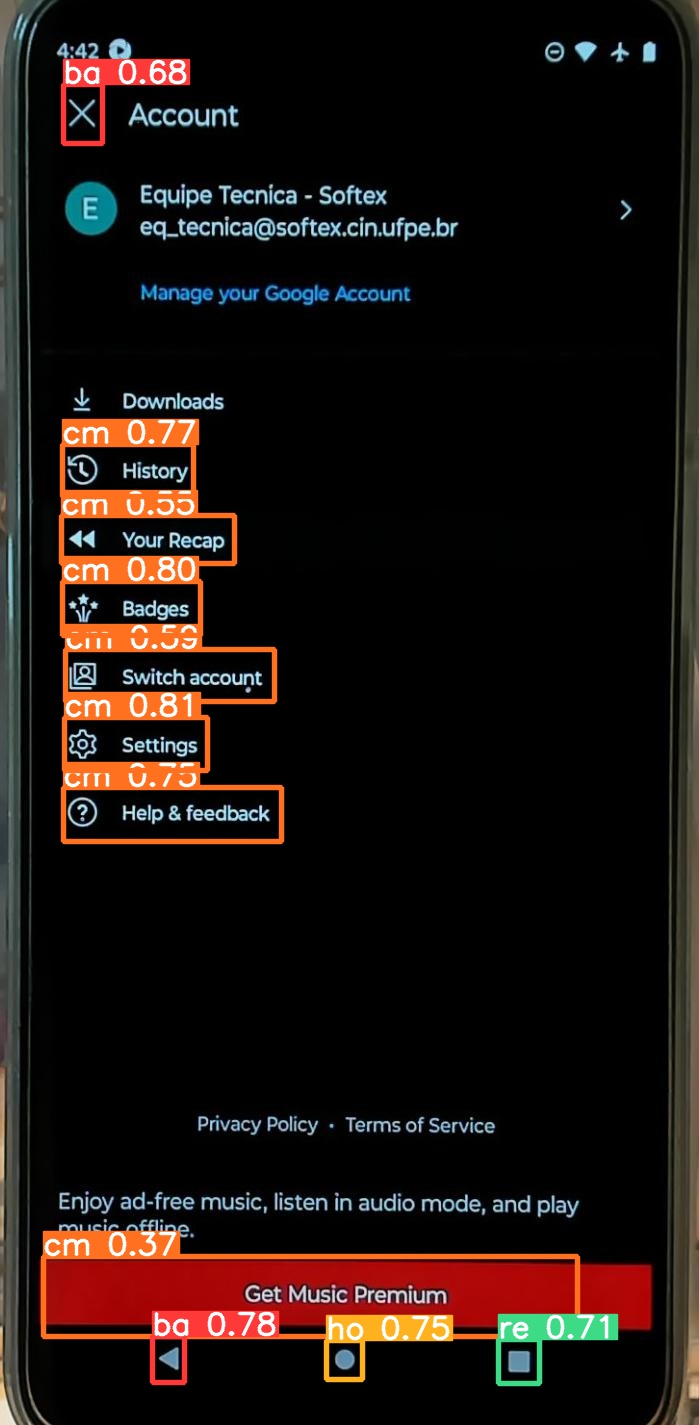 4:42
ba 0.68
Account
E
Equipe Tecnica - Softex
eq_tecnica@softex.cin.ufpe.br
Manage your Google Account
Downloads
cm 0.77
History
cm 0.55
Your Recap
cm 0.80
Badges
cm 0.59
Switch account
cm 0.81
Settings
cm 0.75
Help & feedback
Privacy Policy • Terms of Service
Enjoy ad-free music, listen in audio mode, and play
music offline.
cm 0.37
Get Music Premium
ba 0.78 ho 0.75 re 0.71